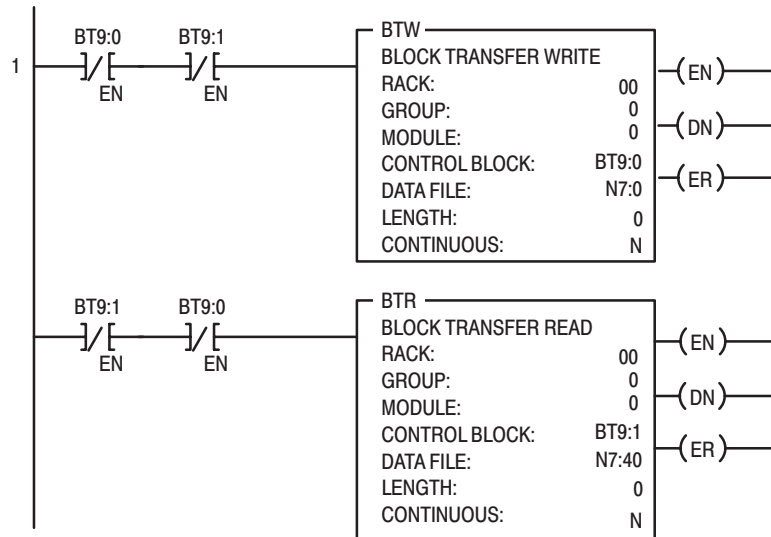 BTW
BT9:0 BT9:1
BLOCK TRANSFER WRITE
1
EN EN
RACK: 00
(EN)
GROUP: 0
MODULE: 0
(DN)
CONTROL BLOCK: BT9:0
(ER)
DATA FILE: N7:0
LENGTH: 0
CONTINUOUS: N
BTR
BT9:1 BT9:0
BLOCK TRANSFER READ
EN EN
(EN)
RACK: 00
GROUP: 0
MODULE: 0
(DN)
CONTROL BLOCK: BT9:1
(ER)
DATA FILE: N7:40
LENGTH: 0
CONTINUOUS: N